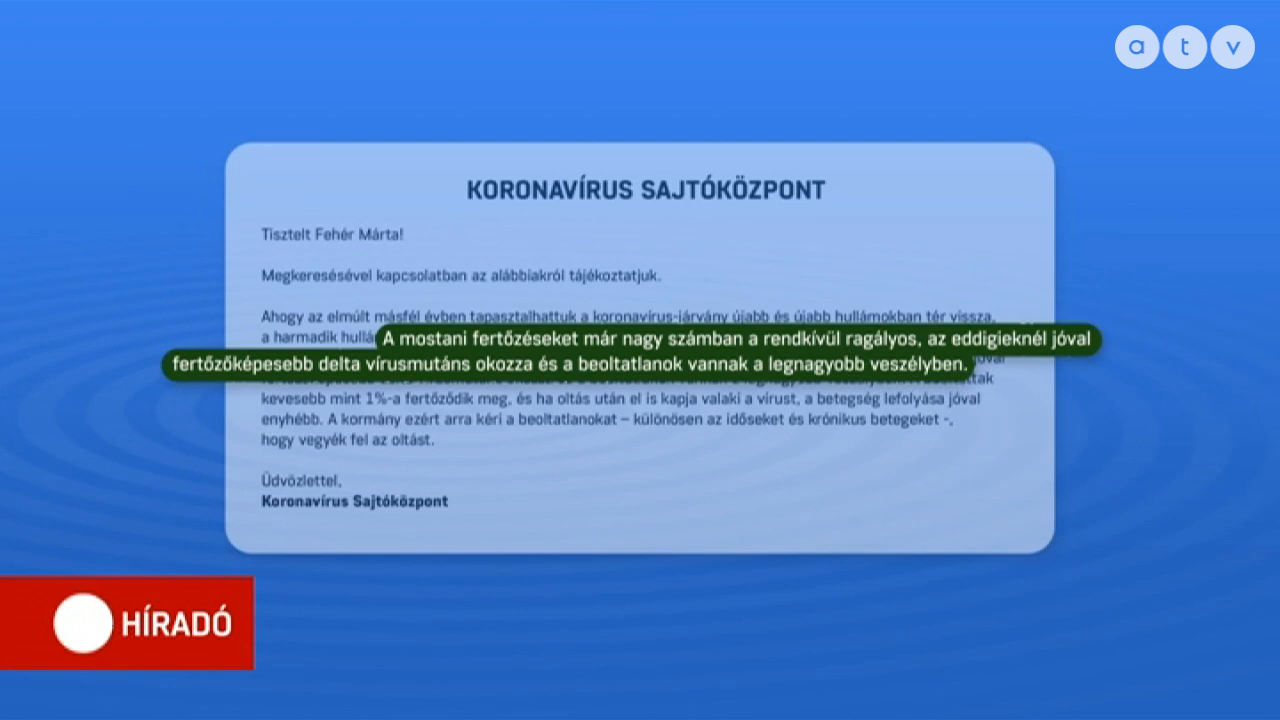 a t v
KORONAVÍRUS SAJTÓKÖZPONT
Tisztelt Fehér Márta!
Megkeresésével kapcsolatban az alábbiakról tájékoztatjuk.
Ahogy az elmúlt másfél évben tapasztalhattuk a koronavírus-járvány újabb és újabb hullámokban tér vissza,
a harmadik
A mostani fertőzéseket már nagy számban a rendkívül ragályos, az eddigieknél jóval
fertőzőképesebb delta vírusmutáns okozza és a beoltatlanok vannak a legnagyobb veszélyben.
kevesebb mint 1%-a fertőződik meg, és ha oltás után el is kapja valaki a vírust, a betegség lefolyása jóval
enyhébb. A kormány ezért arra kéri a beoltatlanokat – különösen az időseket és krónikus betegeket -,
hogy vegyék fel az oltást.
Üdvözlettel,
Koronavírus Sajtóközpont
HÍRADÓ